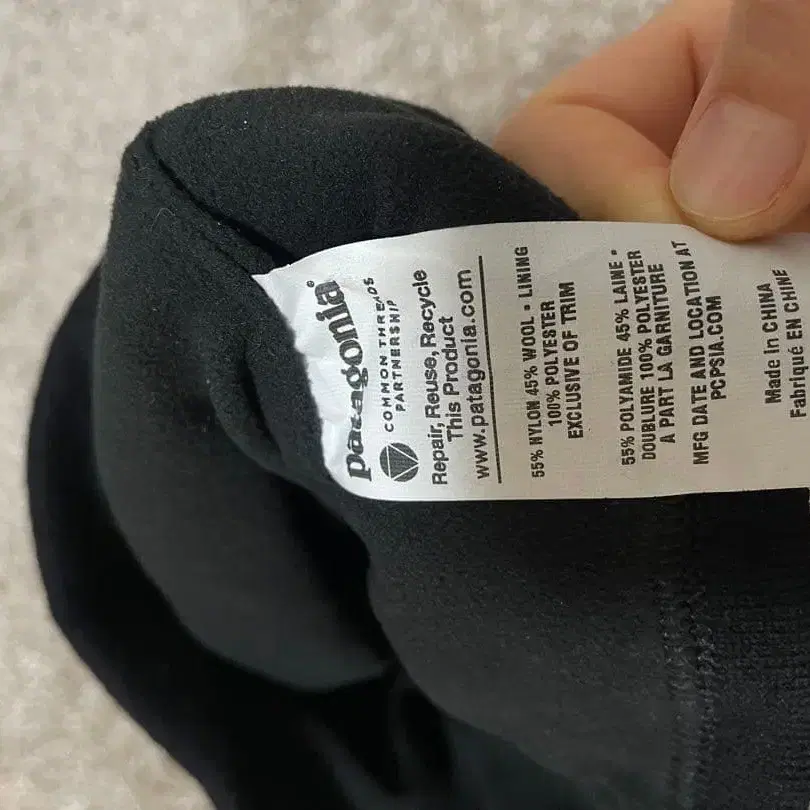 patagonia®
COMMON THREADS
PARTNERSHIP
Repair, Reuse, Recycle
This Product
www.patagonia.com
55% NYLON 45% WOOL • LINING
100% POLYESTER
EXCLUSIVE OF TRIM
55% POLYAMIDE 45% LAINE •
DOUBLURE 100% POLYESTER
A PART LA GARNITURE
MFG DATE AND LOCATION AT
PCPSIA.COM
Made in CHINA
Fabriqué EN CHINE